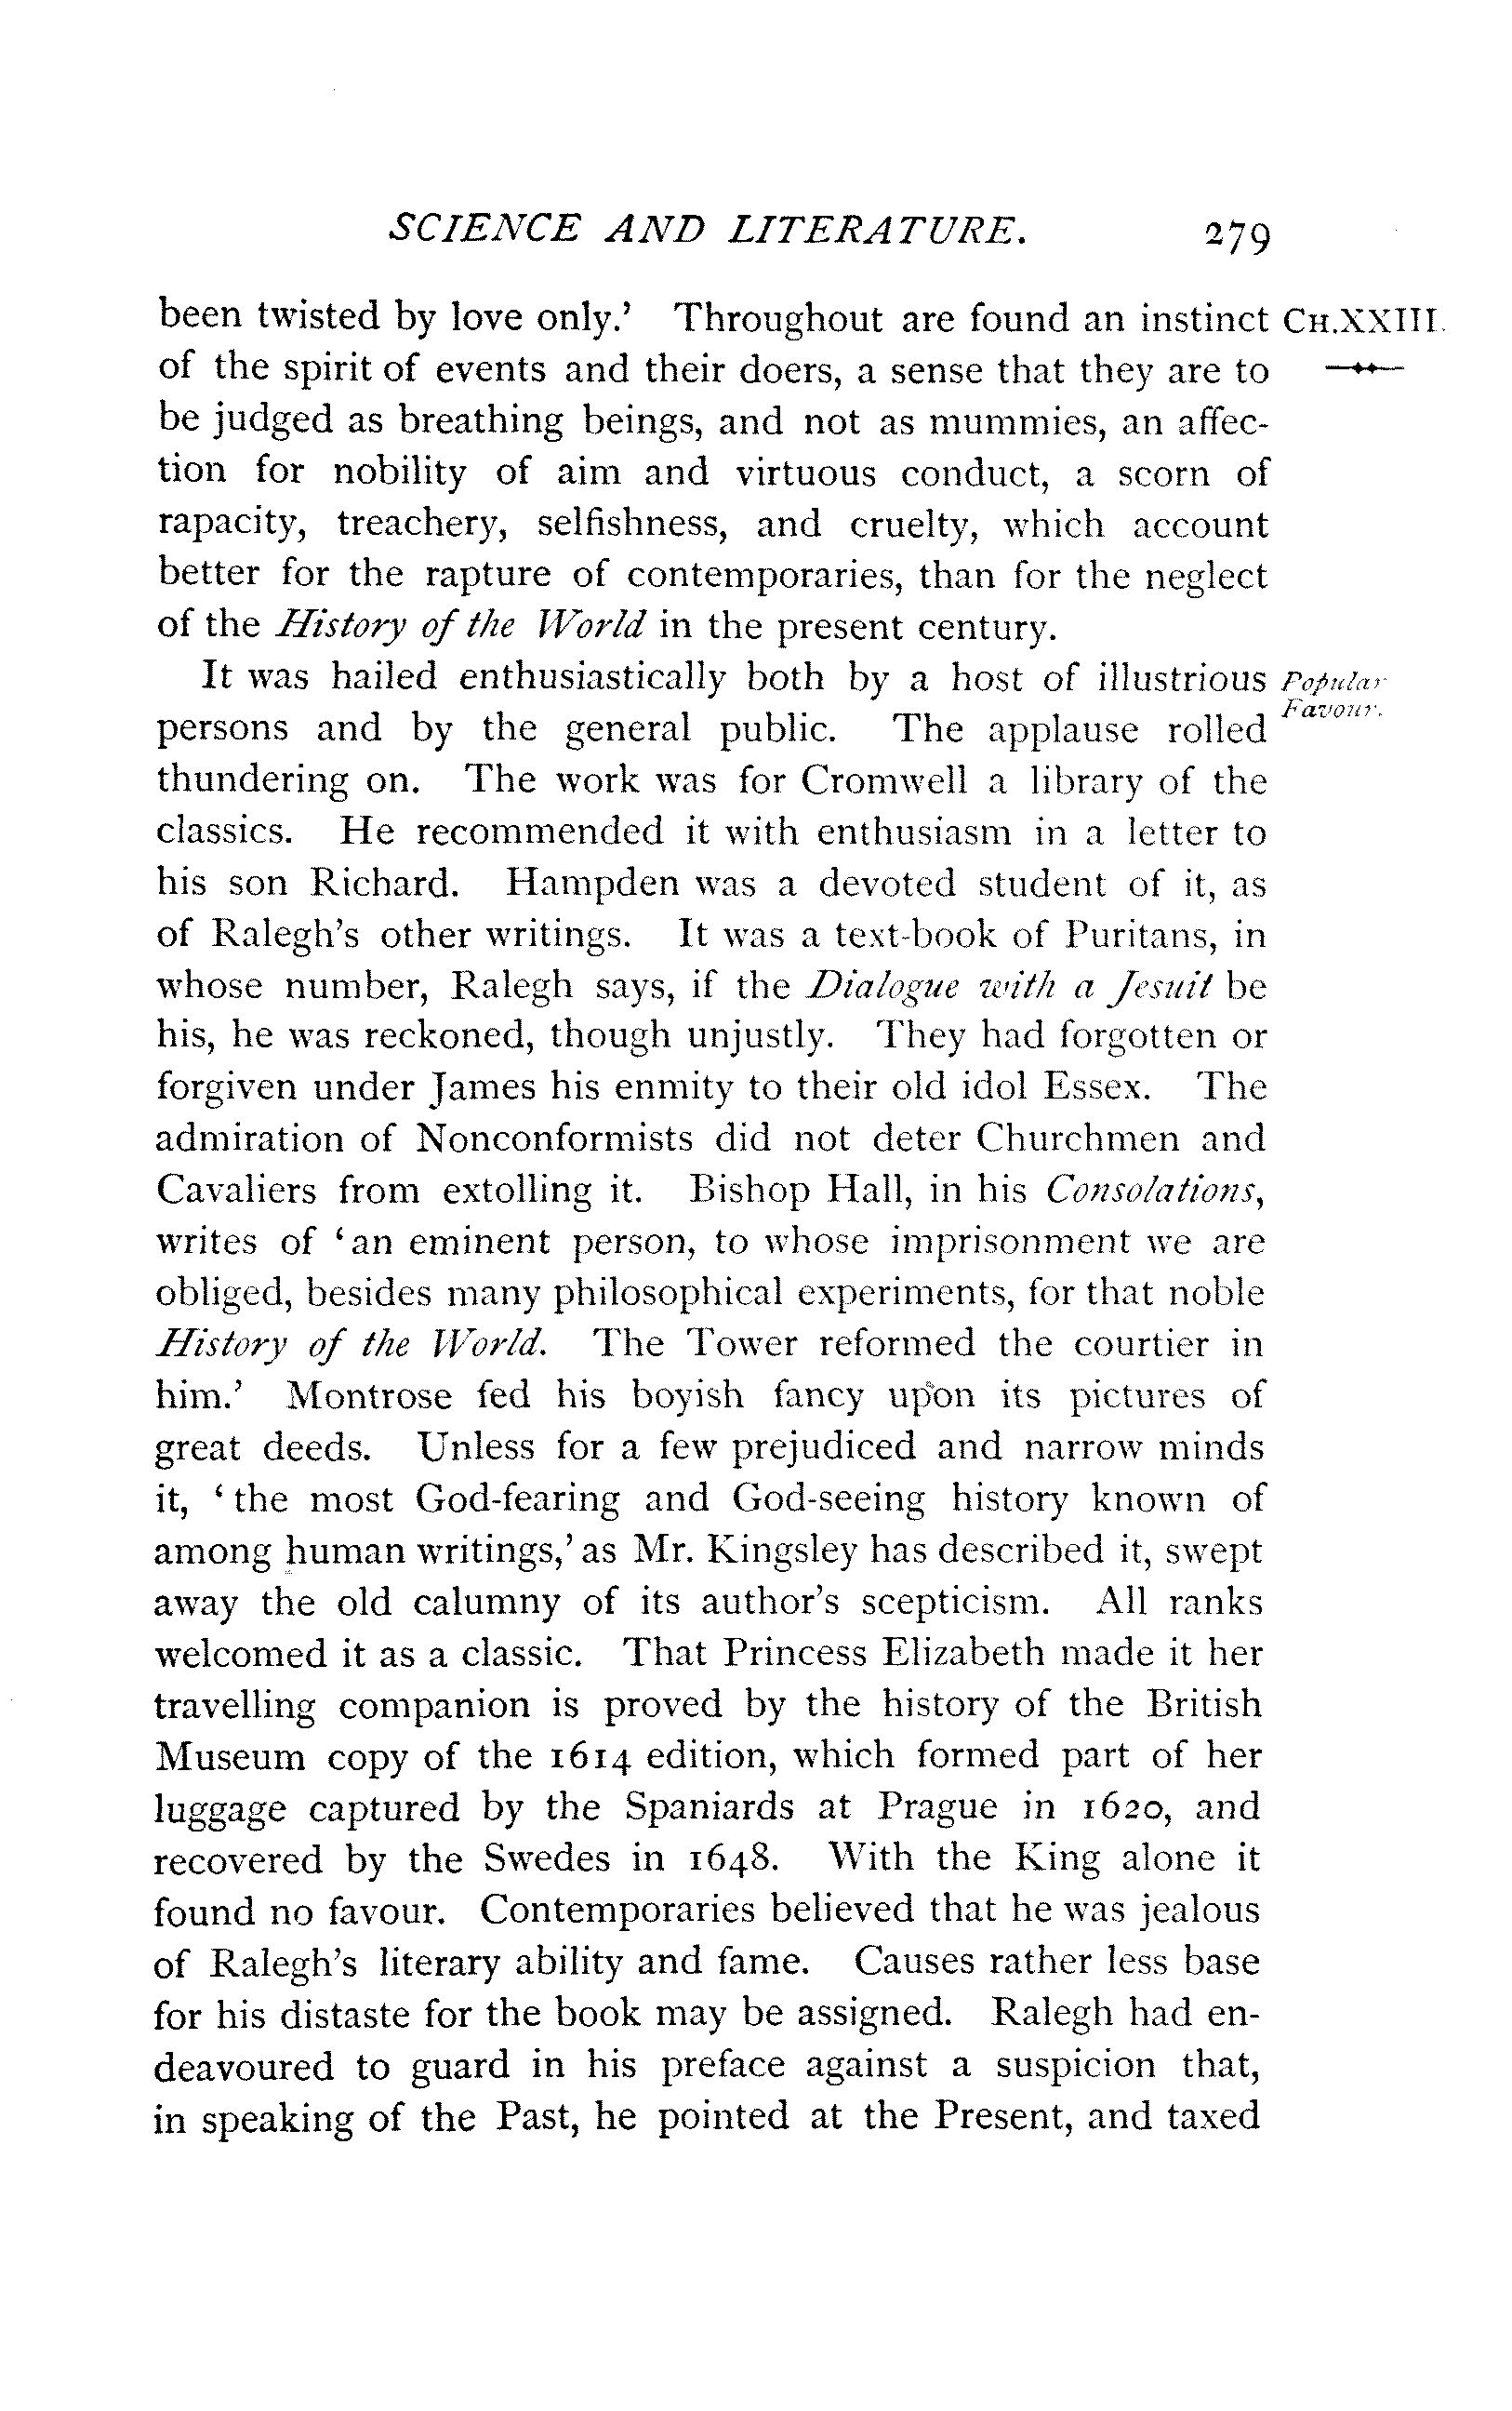 SCIENCE AND LITERATURE. 279
been twisted by love only.' Throughout are found an instinct CH.XXIII.
of the spirit of events and their doers, a sense that they are to
be judged as breathing beings, and not as mummies, an affec-
tion for nobility of aim and virtuous conduct, a scorn of
rapacity, treachery, selfishness, and cruelty, which account
better for the rapture of contemporaries, than for the neglect
of the History of the World in the present century.
It was hailed enthusiastically both by a host of illustrious Popular
persons and by the general public. The applause rolled Favour.
thundering on. The work was for Cromwell a library of the
classics. He recommended it with enthusiasm in a letter to
his son Richard. Hampden was a devoted student of it, as
of Ralegh's other writings. It was a text-book of Puritans, in
whose number, Ralegh says, if the Dialogue with a Jesuit be
his, he was reckoned, though unjustly. They had forgotten or
forgiven under James his enmity to their old idol Essex. The
admiration of Nonconformists did not deter Churchmen and
Cavaliers from extolling it. Bishop Hall, in his Consolations,
writes of 'an eminent person, to whose imprisonment we are
obliged, besides many philosophical experiments, for that noble
History of the World. The Tower reformed the courtier in
him.' Montrose fed his boyish fancy upon its pictures of
great deeds. Unless for a few prejudiced and narrow minds
it, 'the most God-fearing and God-seeing history known of
among human writings,' as Mr. Kingsley has described it, swept
away the old calumny of its author's scepticism. All ranks
welcomed it as a classic. That Princess Elizabeth made it her
travelling companion is proved by the history of the British
Museum copy of the 1614 edition, which formed part of her
luggage captured by the Spaniards at Prague in 1620, and
recovered by the Swedes in 1648. With the King alone it
found no favour. Contemporaries believed that he was jealous
of Ralegh's literary ability and fame. Causes rather less base
for his distaste for the book may be assigned. Ralegh had en-
deavoured to guard in his preface against a suspicion that,
in speaking of the Past, he pointed at the Present, and taxed